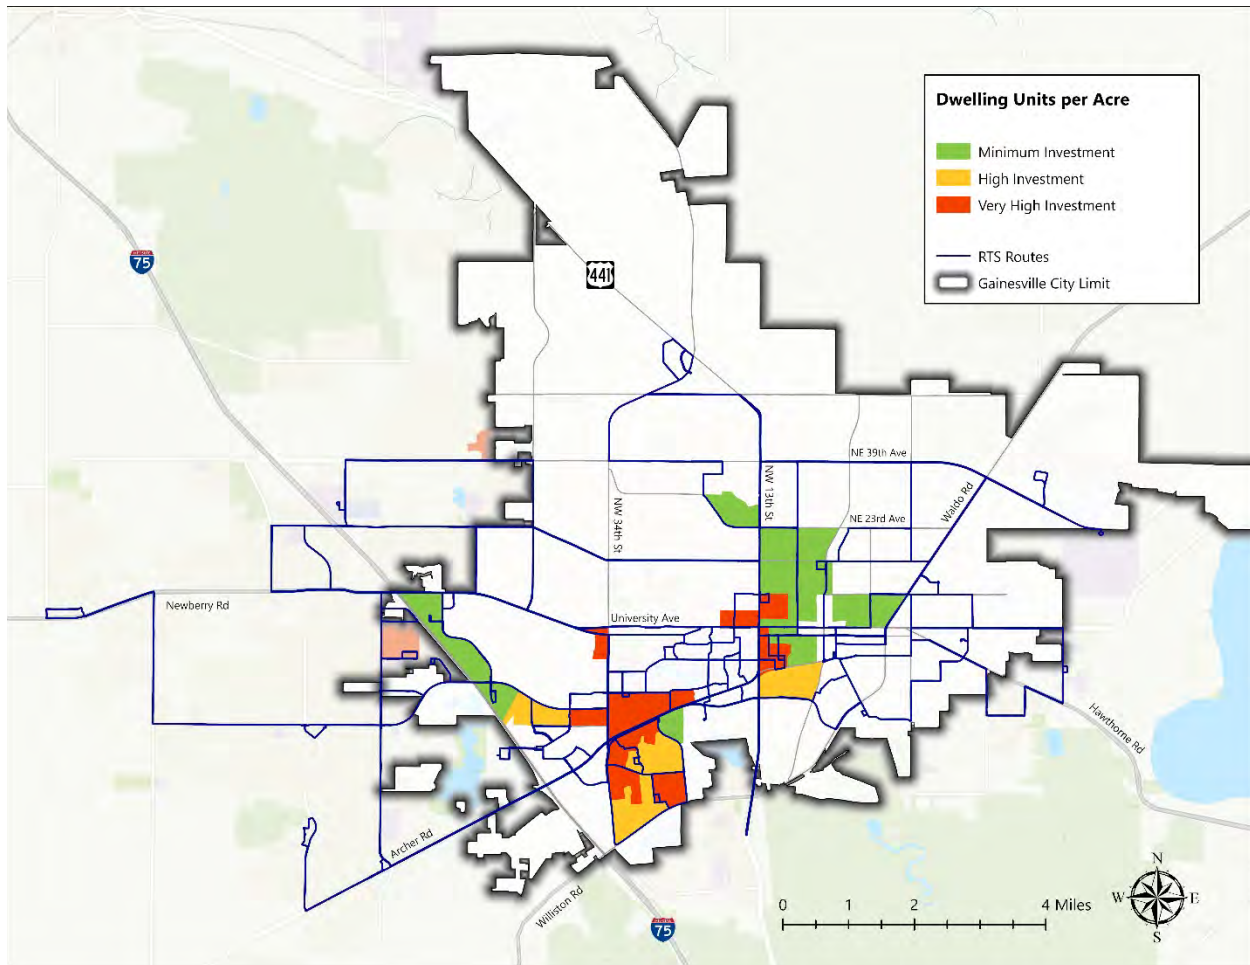 Dwelling Units per Acre
Minimum Investment
High Investment
Very High Investment
RTS Routes
Gainesville City Limit
75
441
NE 39th Ave
NW 13th St
Waldo Rd
NW 34th St
NE 23rd Ave
Newberry Rd
University Ave
Hawthorne Rd
Archer Rd
Williston Rd
75
0 1 2 4 Miles
N
W E
S